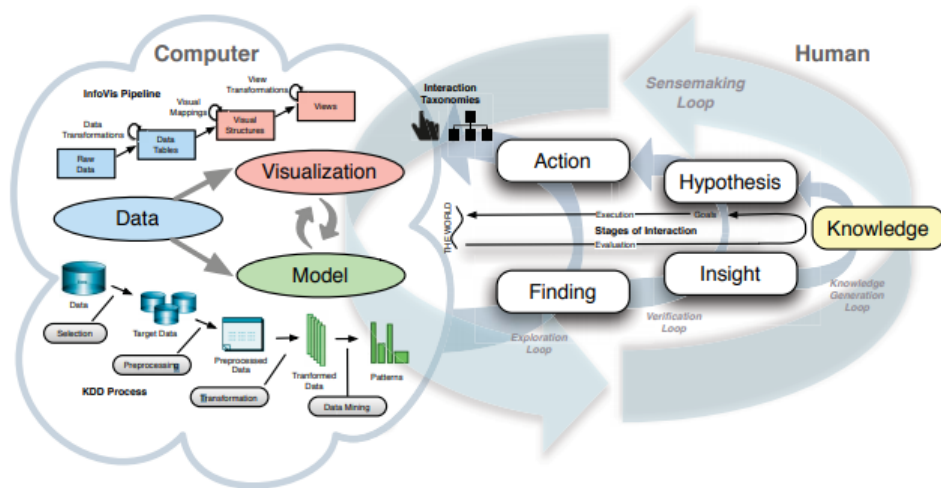 Computer
Human
InfoVis Pipeline
View
Transformations
Visual
Mappings
Data
Transformations
Raw
Data
Data
Tables
Visual
Structures
Views
Interaction
Taxonomies
Sensemaking
Loop
Visualization
Data
Model
Action
Hypothesis
THE WORLD
Execution
Goals
Stages of Interaction
Evaluation
Knowledge
Finding
Insight
Exploration
Loop
Verification
Loop
Knowledge
Generation Loop
Data
Selection
Target Data
Preprocessing
Preprocessed
Data
Transformation
Tranformed
Data
Data Mining
Patterns
KDD Process